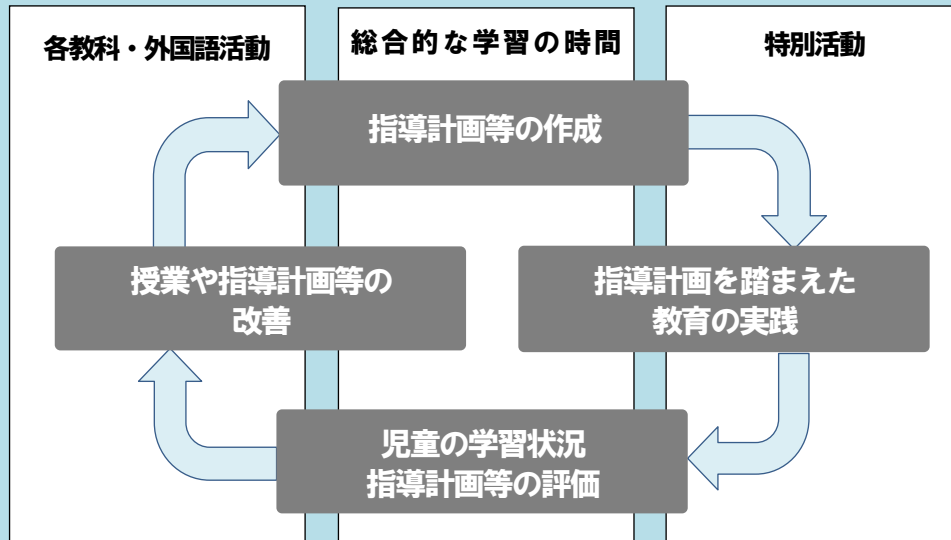 各教科・外国語活動
総合的な学習の時間
特別活動
指導計画等の作成
授業や指導計画等の
改善
指導計画を踏まえた
教育の実践
児童の学習状況
指導計画等の評価